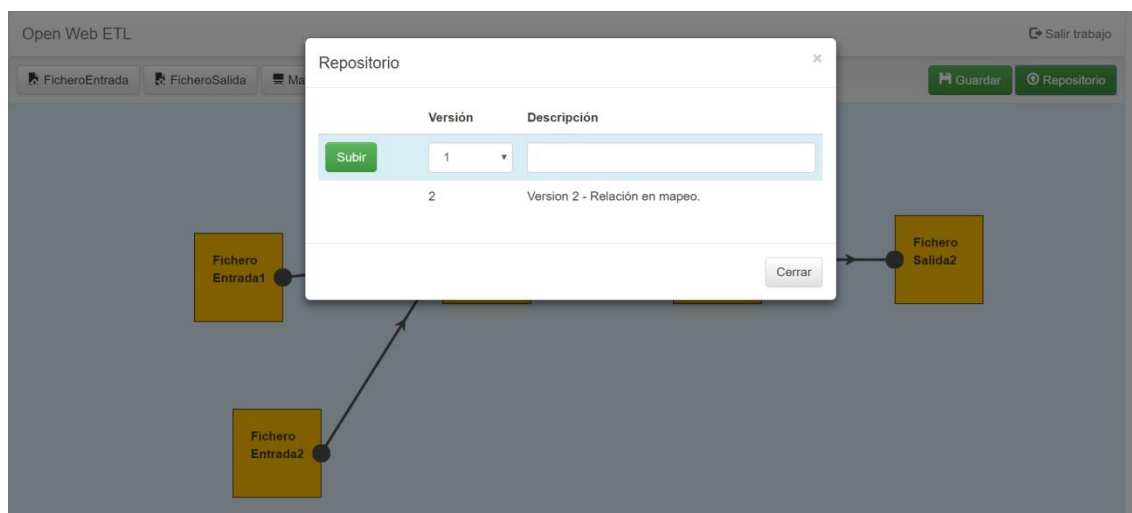 Open Web ETL
Salir trabajo
FicheroEntrada FicheroSalida Ma
Guardar Repositorio
Repositorio ×
Versión Descripción
Subir 1
2 Version 2 - Relación en mapeo.
Cerrar
Fichero
Entrada1
Fichero
Salida2
Fichero
Entrada2